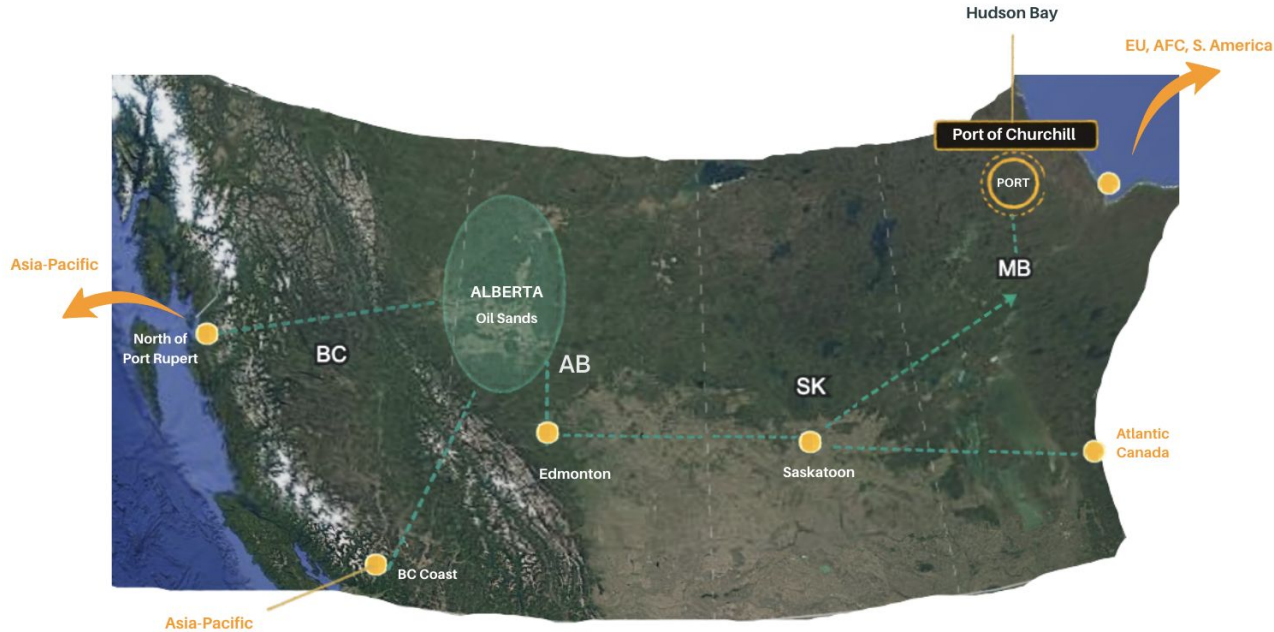 Hudson Bay
EU, AFC, S. America
Port of Churchill
PORT
MB
Asia-Pacific
ALBERTA
Oil Sands
North of
Port Rupert
BC
AB
SK
Edmonton
Saskatoon
Atlantic
Canada
BC Coast
Asia-Pacific